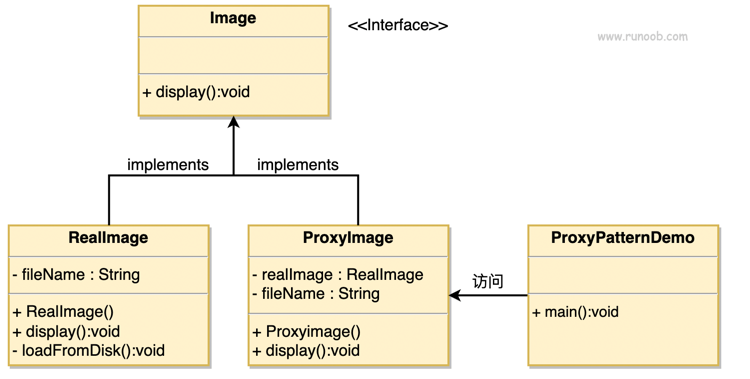 Image
<<Interface>>
www.runoob.com
+ display():void
implements
implements
RealImage
- fileName : String
+ RealImage()
+ display():void
- loadFromDisk():void
ProxyImage
- realImage : RealImage
- fileName : String
+ Proxyimage()
+ display():void
访问
ProxyPatternDemo
+ main():void